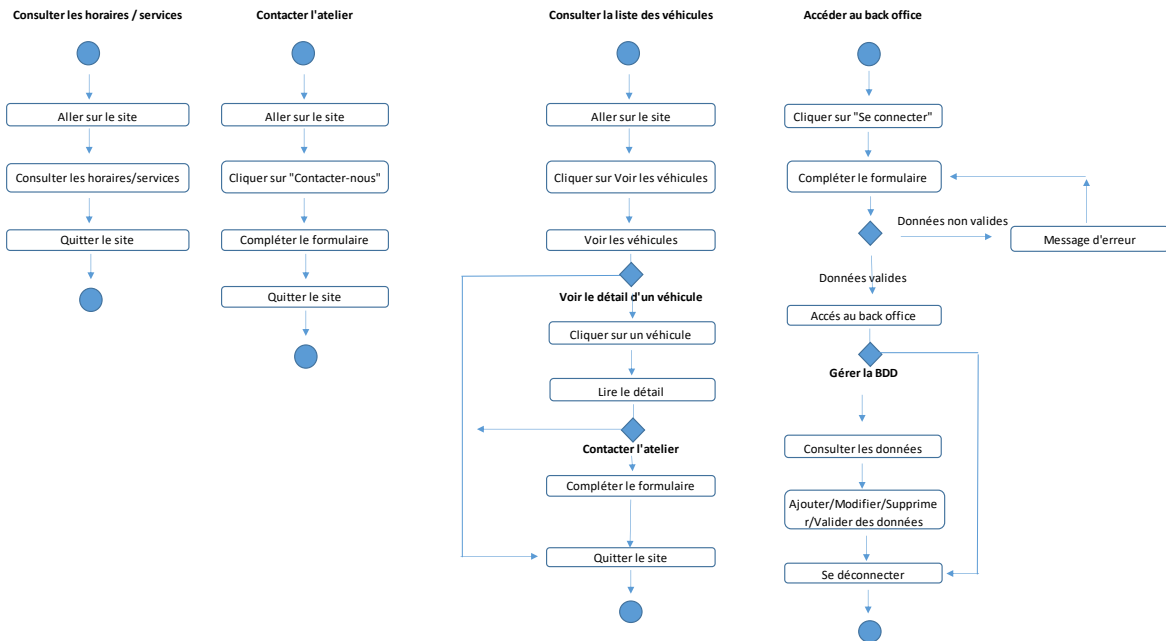 Consulter les horaires / services
Aller sur le site
Consulter les horaires/services
Quitter le site
Contacter l'atelier
Aller sur le site
Cliquer sur "Contacter-nous"
Compléter le formulaire
Quitter le site
Consulter la liste des véhicules
Aller sur le site
Cliquer sur Voir les véhicules
Voir les véhicules
Voir le détail d'un véhicule
Cliquer sur un véhicule
Lire le détail
Contacter l'atelier
Compléter le formulaire
Quitter le site
Accéder au back office
Cliquer sur "Se connecter"
Compléter le formulaire
Données non valides
Message d'erreur
Données valides
Accés au back office
Gérer la BDD
Consulter les données
Ajouter/Modifier/Supprime
r/Valider des données
Se déconnecter